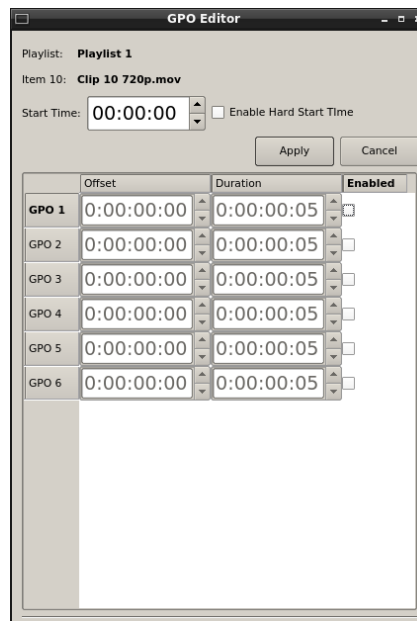 GPO Editor
Playlist: Playlist 1
Item 10: Clip 10 720p.mov
Start Time: 00:00:00 Enable Hard Start TIme
Apply Cancel
Offset Duration Enabled
GPO 1 0:00:00:00 0:00:00:05
GPO 2 0:00:00:00 0:00:00:05
GPO 3 0:00:00:00 0:00:00:05
GPO 4 0:00:00:00 0:00:00:05
GPO 5 0:00:00:00 0:00:00:05
GPO 6 0:00:00:00 0:00:00:05